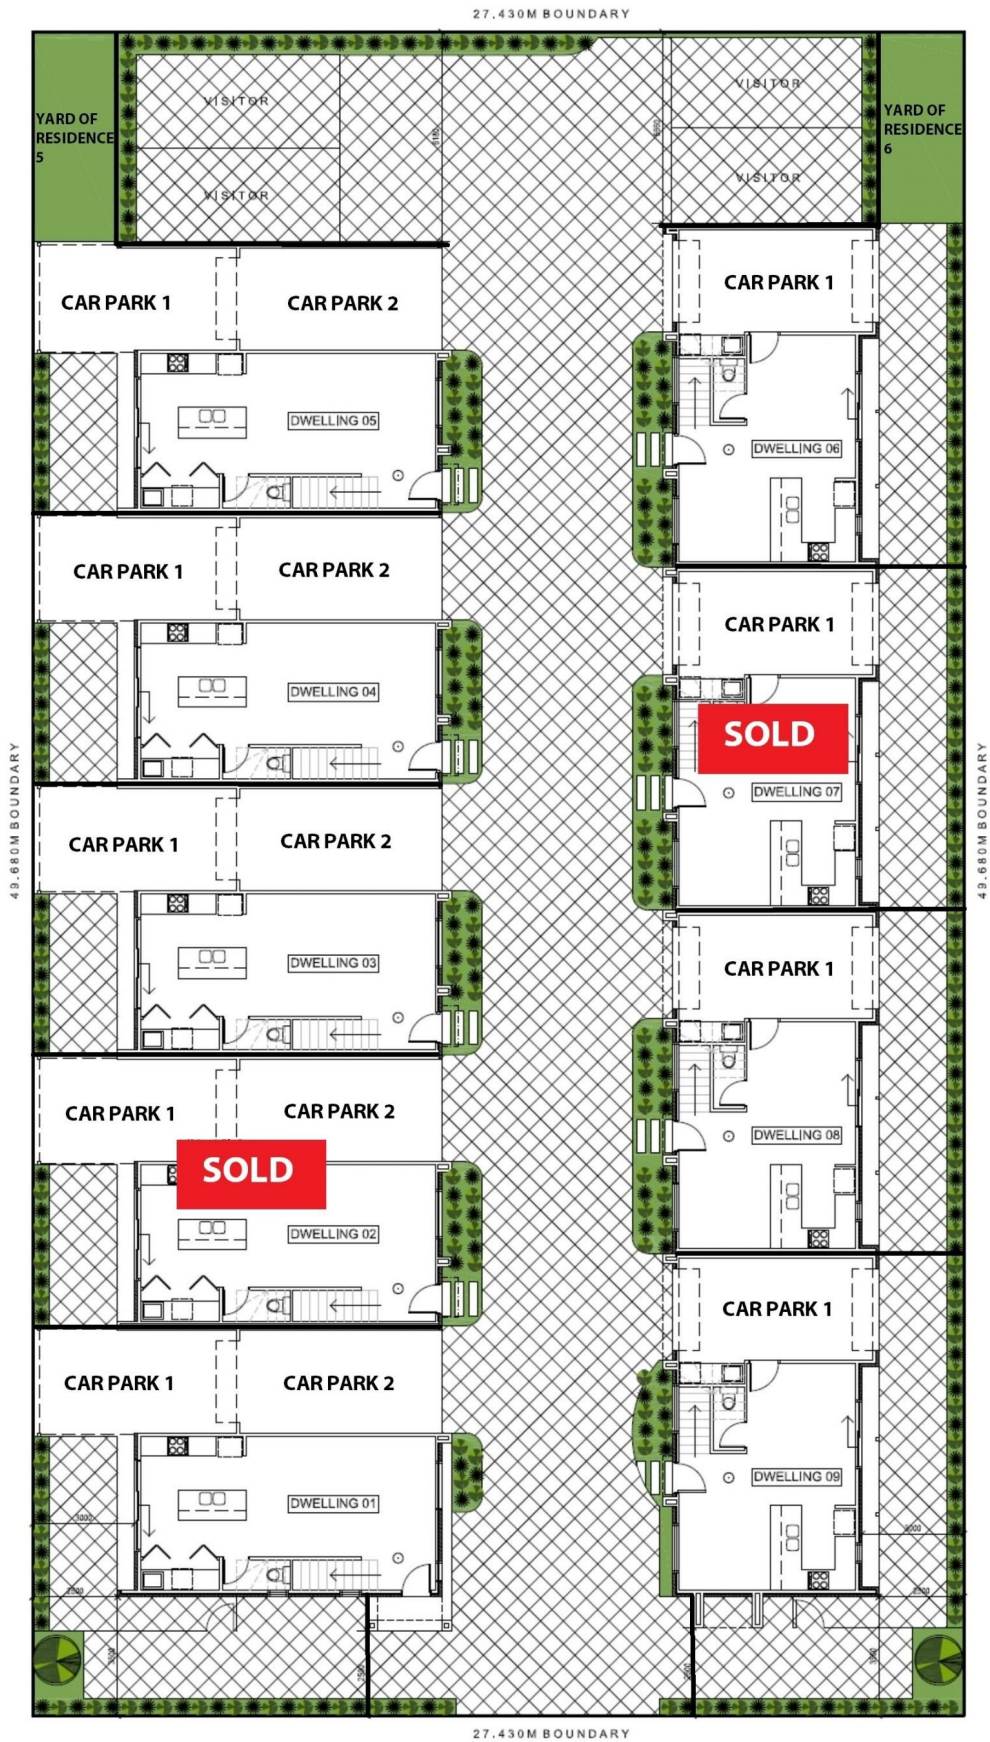 27.430M BOUNDARY
YARD OF
RESIDENCE
5
VISITOR
VISITOR
VISITOR
VISITOR
YARD OF
RESIDENCE
6
CAR PARK 1
CAR PARK 2
CAR PARK 1
DWELLING 05
DWELLING 06
CAR PARK 1
CAR PARK 2
CAR PARK 1
DWELLING 04
SOLD
DWELLING 07
49.680M BOUNDARY
49.680M BOUNDARY
CAR PARK 1
CAR PARK 2
DWELLING 03
CAR PARK 1
CAR PARK 1
CAR PARK 2
DWELLING 08
SOLD
DWELLING 02
CAR PARK 1
CAR PARK 1
CAR PARK 2
DWELLING 09
DWELLING 01
3000
2500
2500
27.430M BOUNDARY